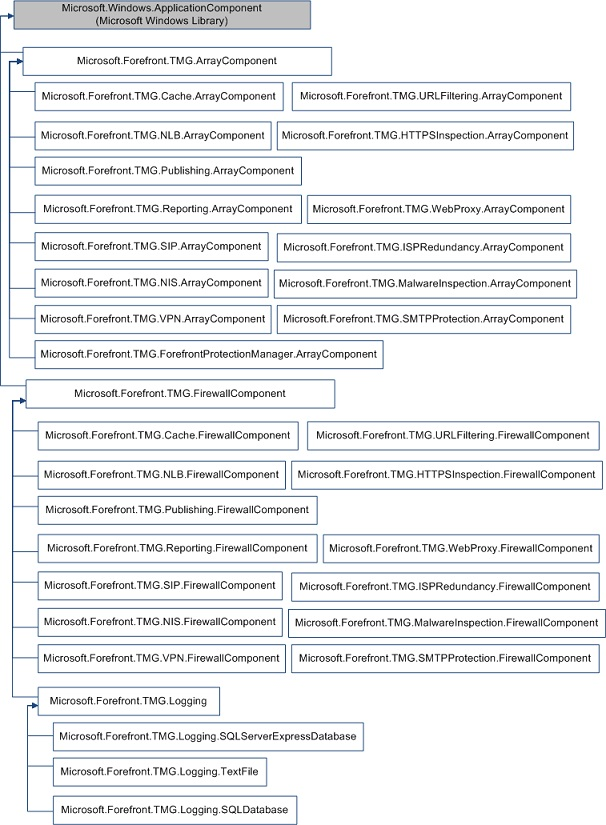 Microsoft.Windows.ApplicationComponent
(Microsoft Windows Library)
Microsoft.Forefront.TMG.ArrayComponent
Microsoft.Forefront.TMG.Cache.ArrayComponent
Microsoft.Forefront.TMG.URLFiltering.ArrayComponent
Microsoft.Forefront.TMG.NLB.ArrayComponent
Microsoft.Forefront.TMG.HTTPSInspection.ArrayComponent
Microsoft.Forefront.TMG.Publishing.ArrayComponent
Microsoft.Forefront.TMG.Reporting.ArrayComponent
Microsoft.Forefront.TMG.WebProxy.ArrayComponent
Microsoft.Forefront.TMG.SIP.ArrayComponent
Microsoft.Forefront.TMG.ISPRedundancy.ArrayComponent
Microsoft.Forefront.TMG.NIS.ArrayComponent
Microsoft.Forefront.TMG.MalwareInspection.ArrayComponent
Microsoft.Forefront.TMG.VPN.ArrayComponent
Microsoft.Forefront.TMG.SMTPProtection.ArrayComponent
Microsoft.Forefront.TMG.ForefrontProtectionManager.ArrayComponent
Microsoft.Forefront.TMG.FirewallComponent
Microsoft.Forefront.TMG.Cache.FirewallComponent
Microsoft.Forefront.TMG.URLFiltering.FirewallComponent
Microsoft.Forefront.TMG.NLB.FirewallComponent
Microsoft.Forefront.TMG.HTTPSInspection.FirewallComponent
Microsoft.Forefront.TMG.Publishing.FirewallComponent
Microsoft.Forefront.TMG.Reporting.FirewallComponent
Microsoft.Forefront.TMG.WebProxy.FirewallComponent
Microsoft.Forefront.TMG.SIP.FirewallComponent
Microsoft.Forefront.TMG.ISPRedundancy.FirewallComponent
Microsoft.Forefront.TMG.NIS.FirewallComponent
Microsoft.Forefront.TMG.MalwareInspection.FirewallComponent
Microsoft.Forefront.TMG.VPN.FirewallComponent
Microsoft.Forefront.TMG.SMTPProtection.FirewallComponent
Microsoft.Forefront.TMG.Logging
Microsoft.Forefront.TMG.Logging.SQLServerExpressDatabase
Microsoft.Forefront.TMG.Logging.TextFile
Microsoft.Forefront.TMG.Logging.SQLDatabase